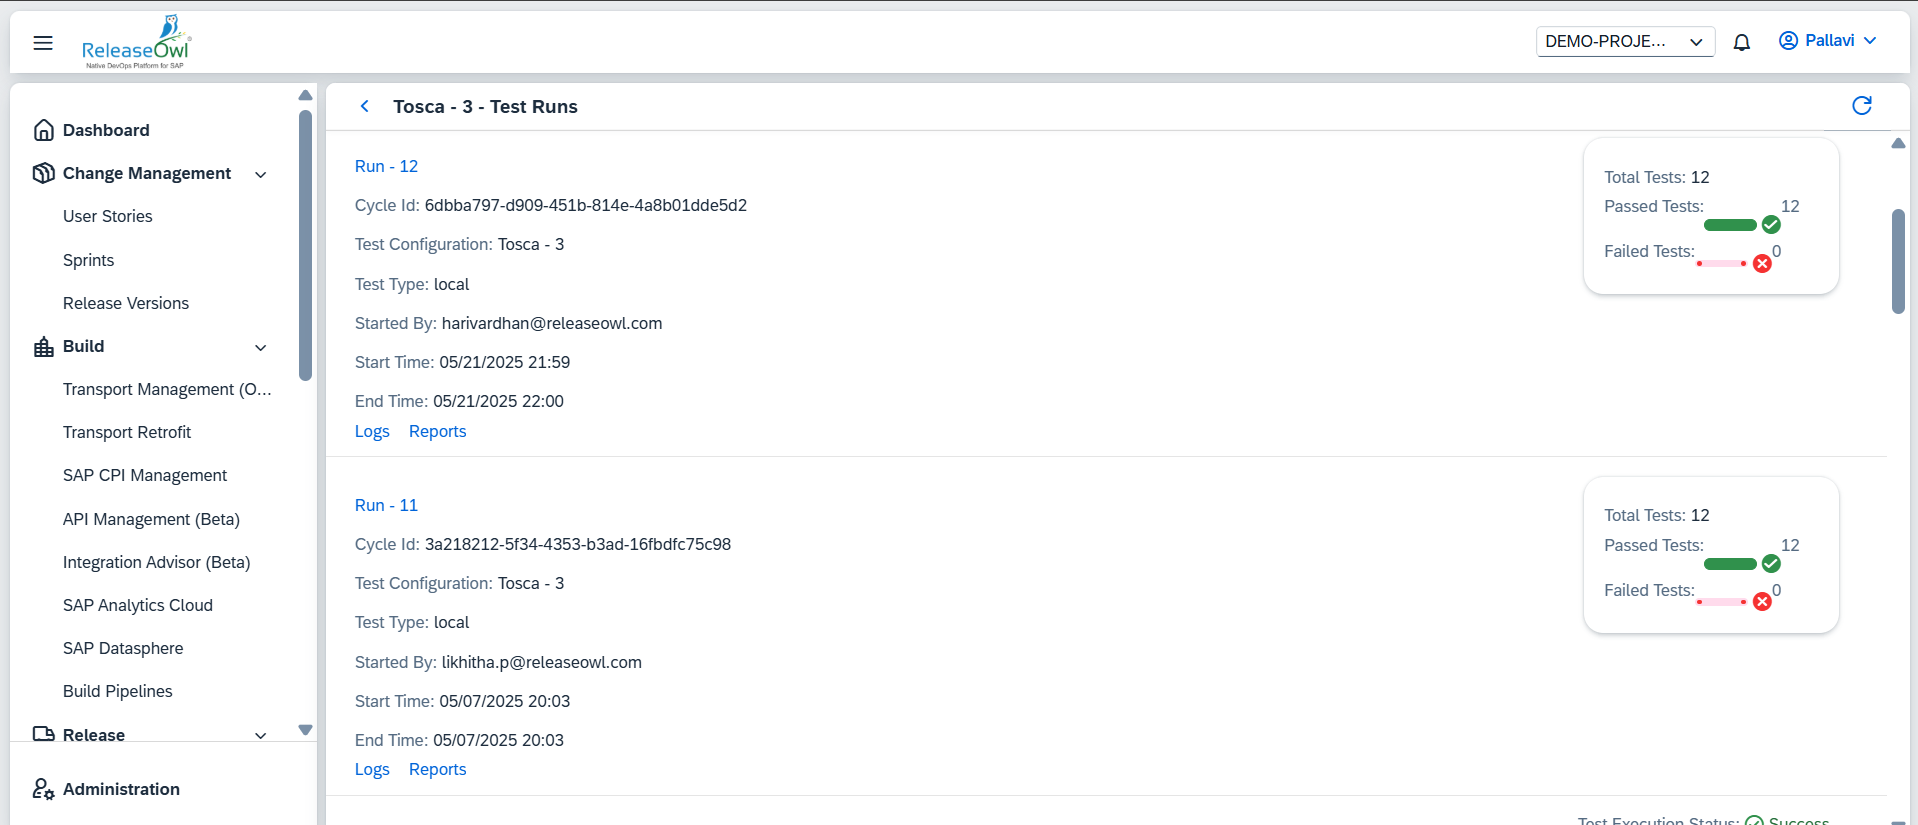 ReleaseOwl
Native DevOps Platform for SAP
DEMO-PROJE...
Pallavi
Dashboard
Change Management
User Stories
Sprints
Release Versions
Build
Transport Management (O...
Transport Retrofit
SAP CPI Management
API Management (Beta)
Integration Advisor (Beta)
SAP Analytics Cloud
SAP Datasphere
Build Pipelines
Release
Administration
Tosca - 3 - Test Runs
Run - 12
Cycle Id: 6dbba797-d909-451b-814e-4a8b01dde5d2
Test Configuration: Tosca - 3
Test Type: local
Started By: harivardhan@releaseowl.com
Start Time: 05/21/2025 21:59
End Time: 05/21/2025 22:00
Logs Reports
Total Tests: 12
Passed Tests: 12
Failed Tests: 0
Run - 11
Cycle Id: 3a218212-5f34-4353-b3ad-16fbdfc75c98
Test Configuration: Tosca - 3
Test Type: local
Started By: likhitha.p@releaseowl.com
Start Time: 05/07/2025 20:03
End Time: 05/07/2025 20:03
Logs Reports
Total Tests: 12
Passed Tests: 12
Failed Tests: 0
Test Execution Status: Success